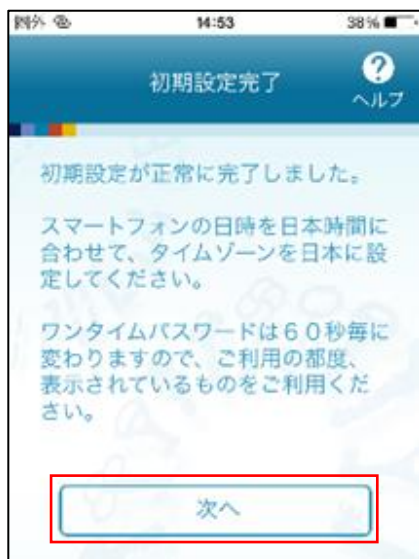 圏外 14:53 38%
初期設定完了
?
ヘルプ
初期設定が正常に完了しました。
スマートフォンの日時を日本時間に
合わせて、タイムゾーンを日本に設
定してください。
ワンタイムパスワードは60秒毎に
変わりますので、ご利用の都度、
表示されているものをご利用くだ
さい。
次へ